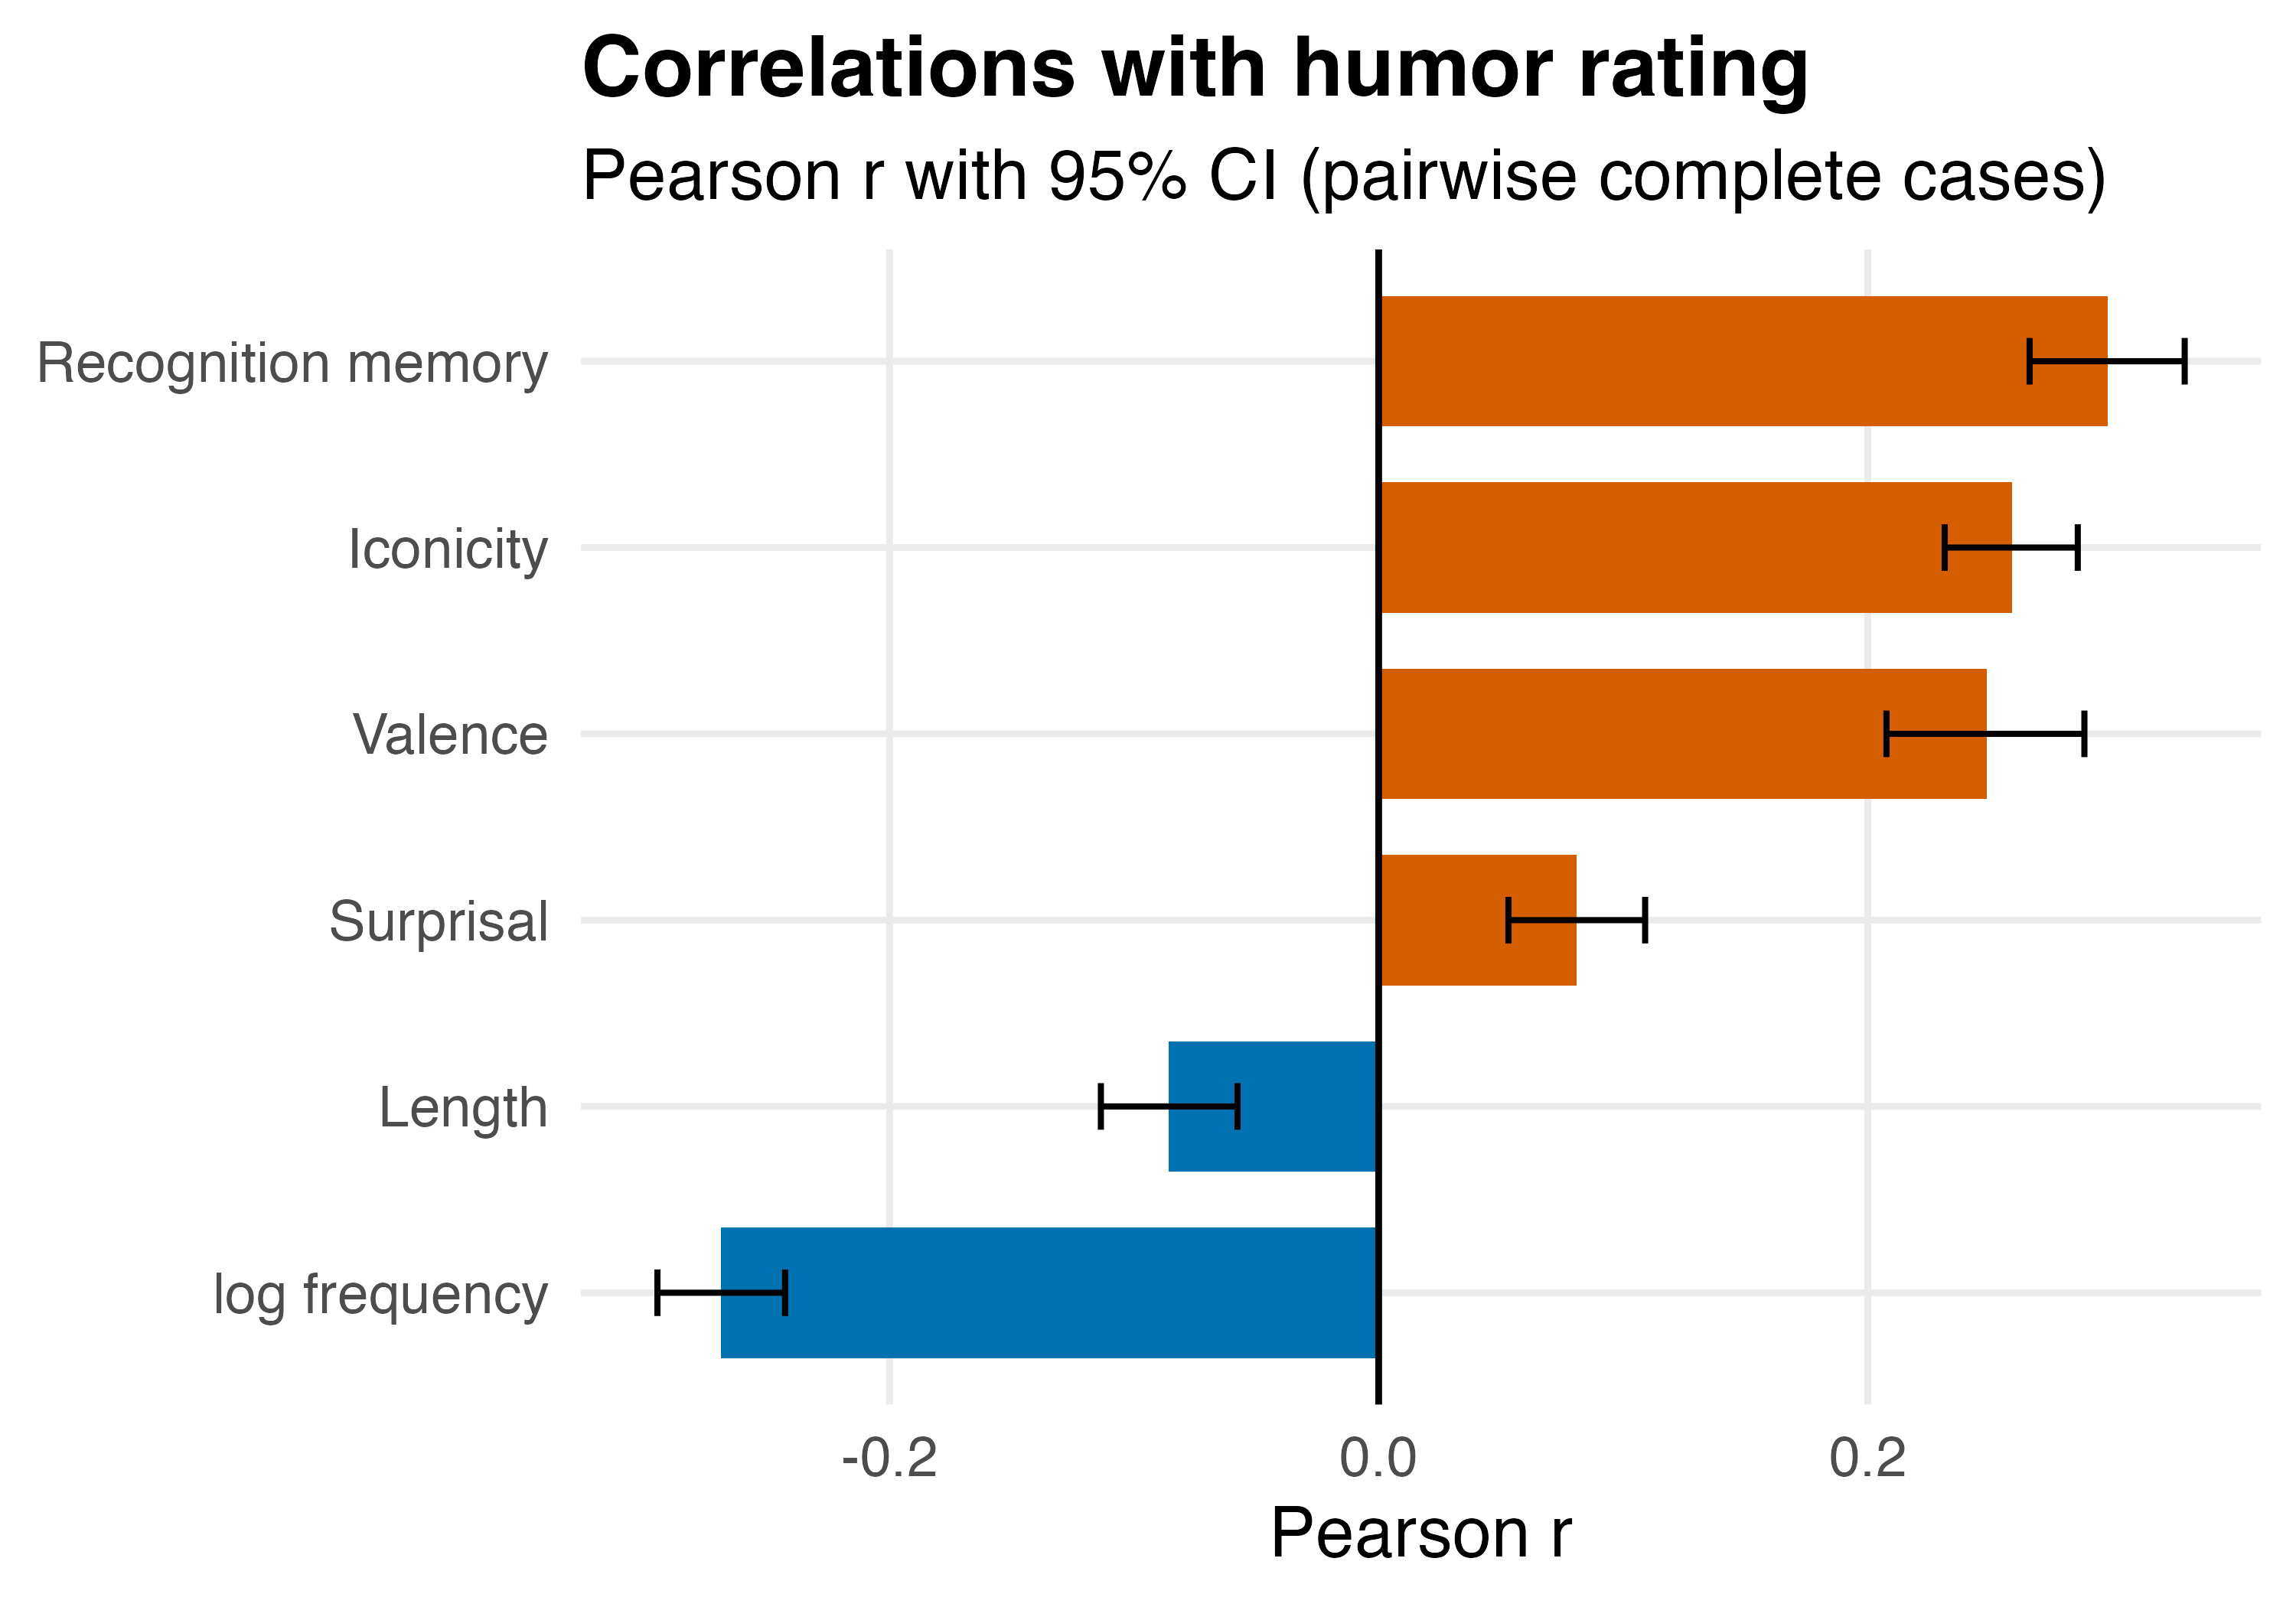 Correlations with humor rating
Pearson r with 95% CI (pairwise complete cases)
Recognition memory
Iconicity
Valence
Surprisal
Length
log frequency
-0.2 0.0 0.2
Pearson r